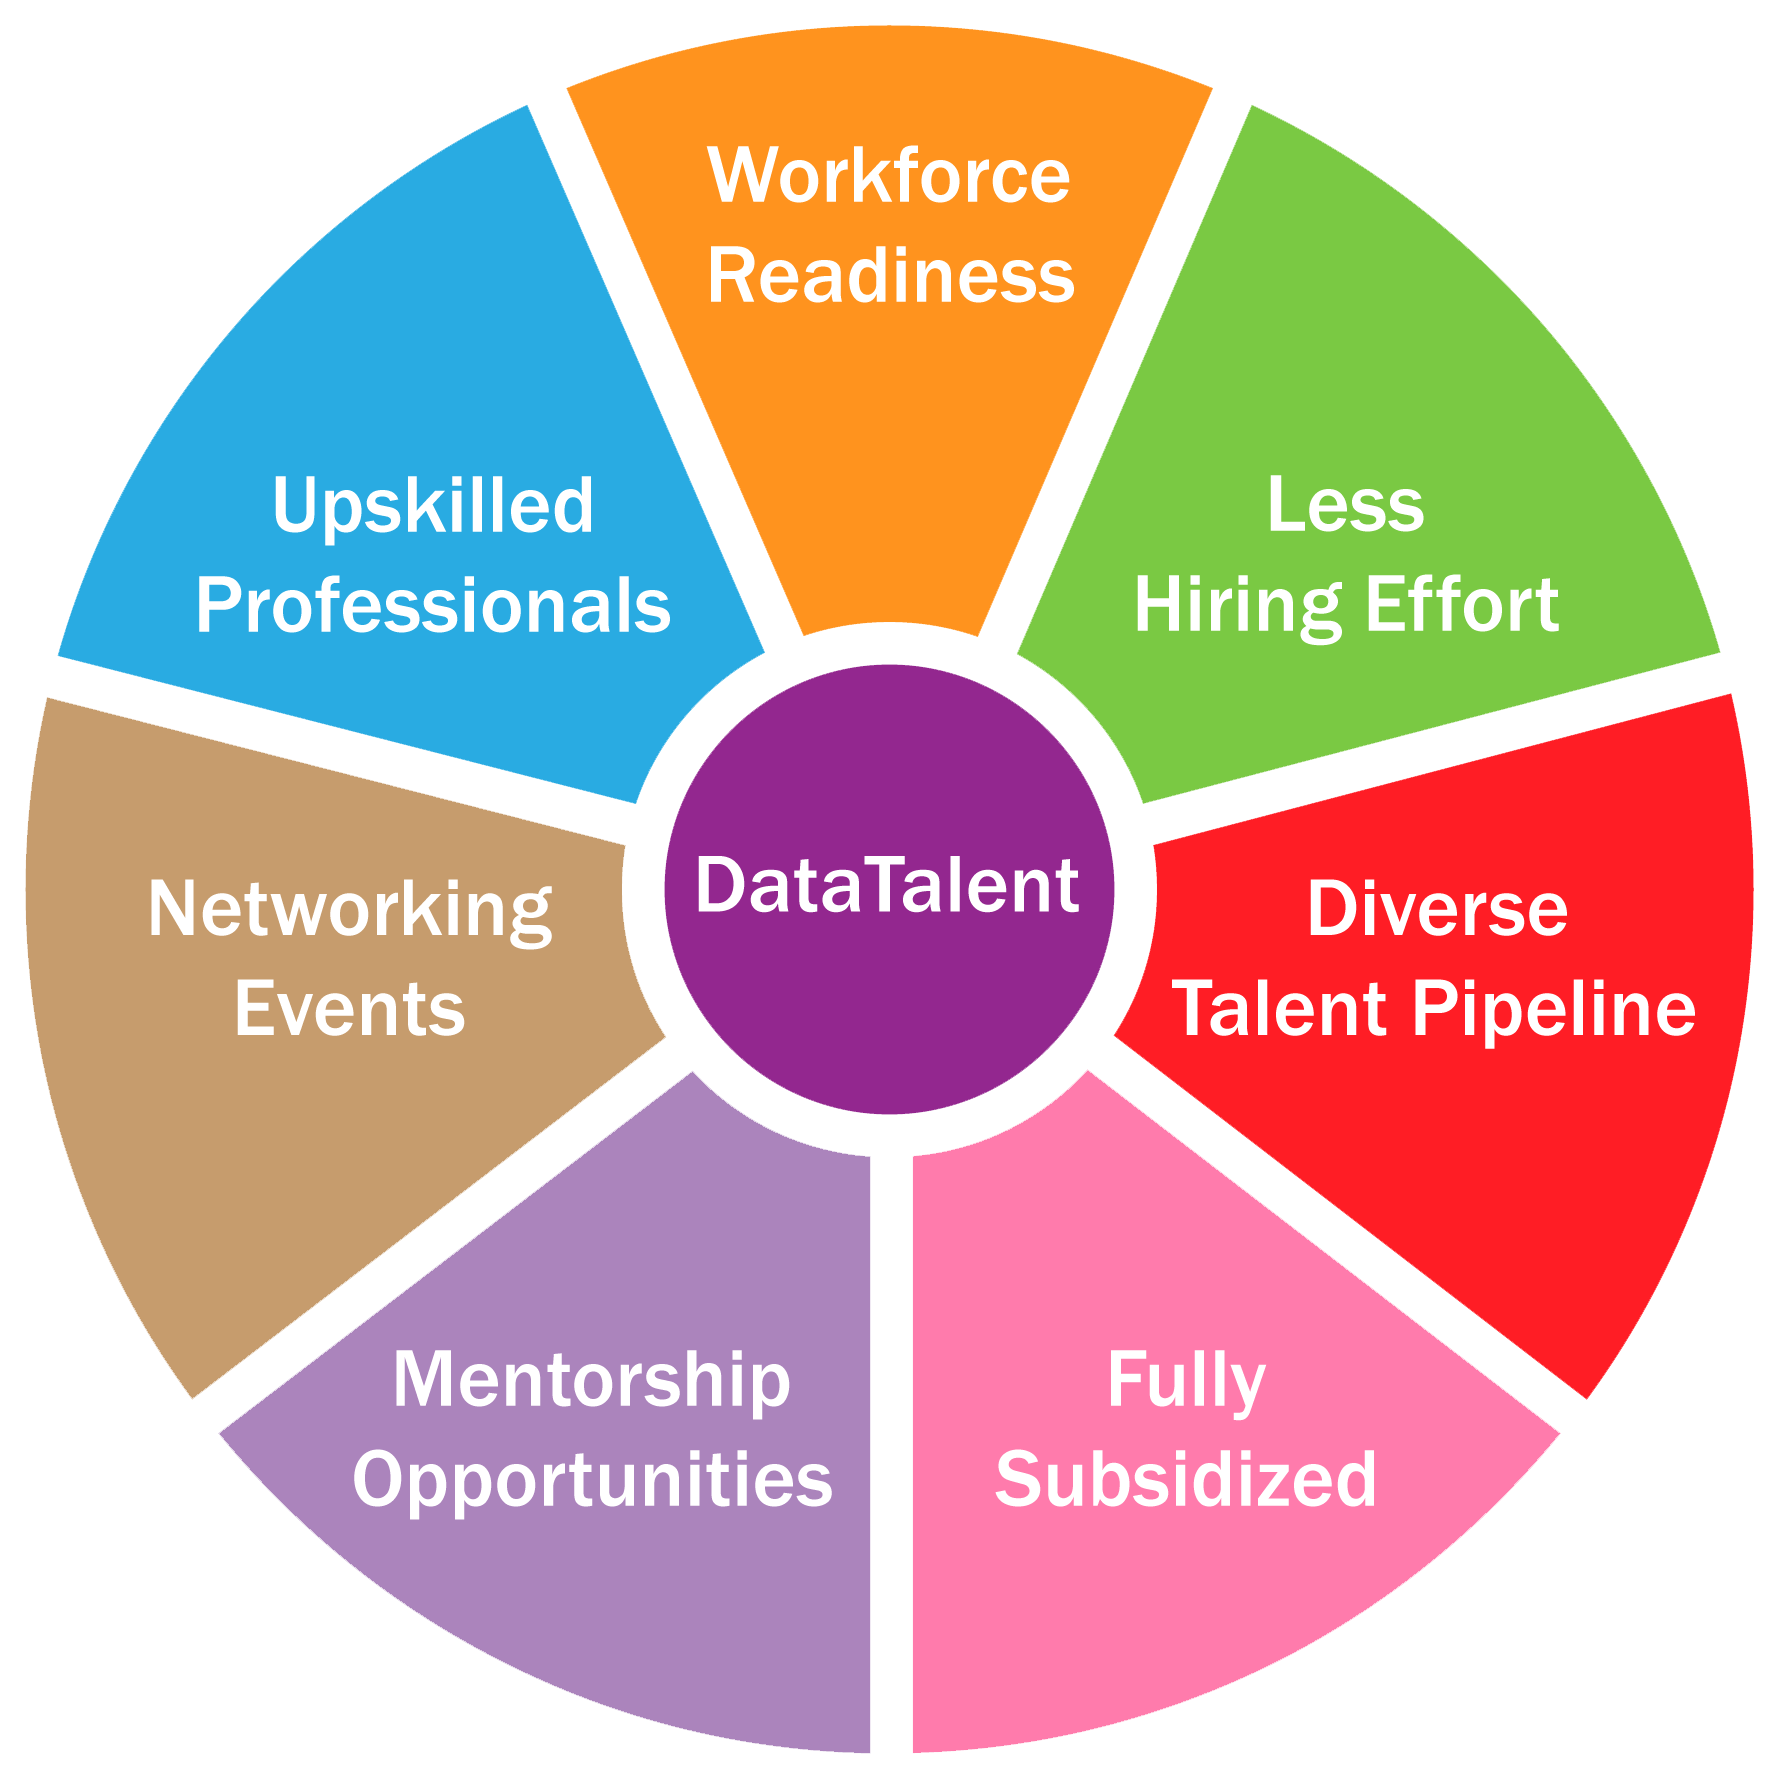 Workforce
Readiness
Less
Hiring Effort
Diverse
Talent Pipeline
Fully
Subsidized
Mentorship
Opportunities
Networking
Events
Upskilled
Professionals
DataTalent